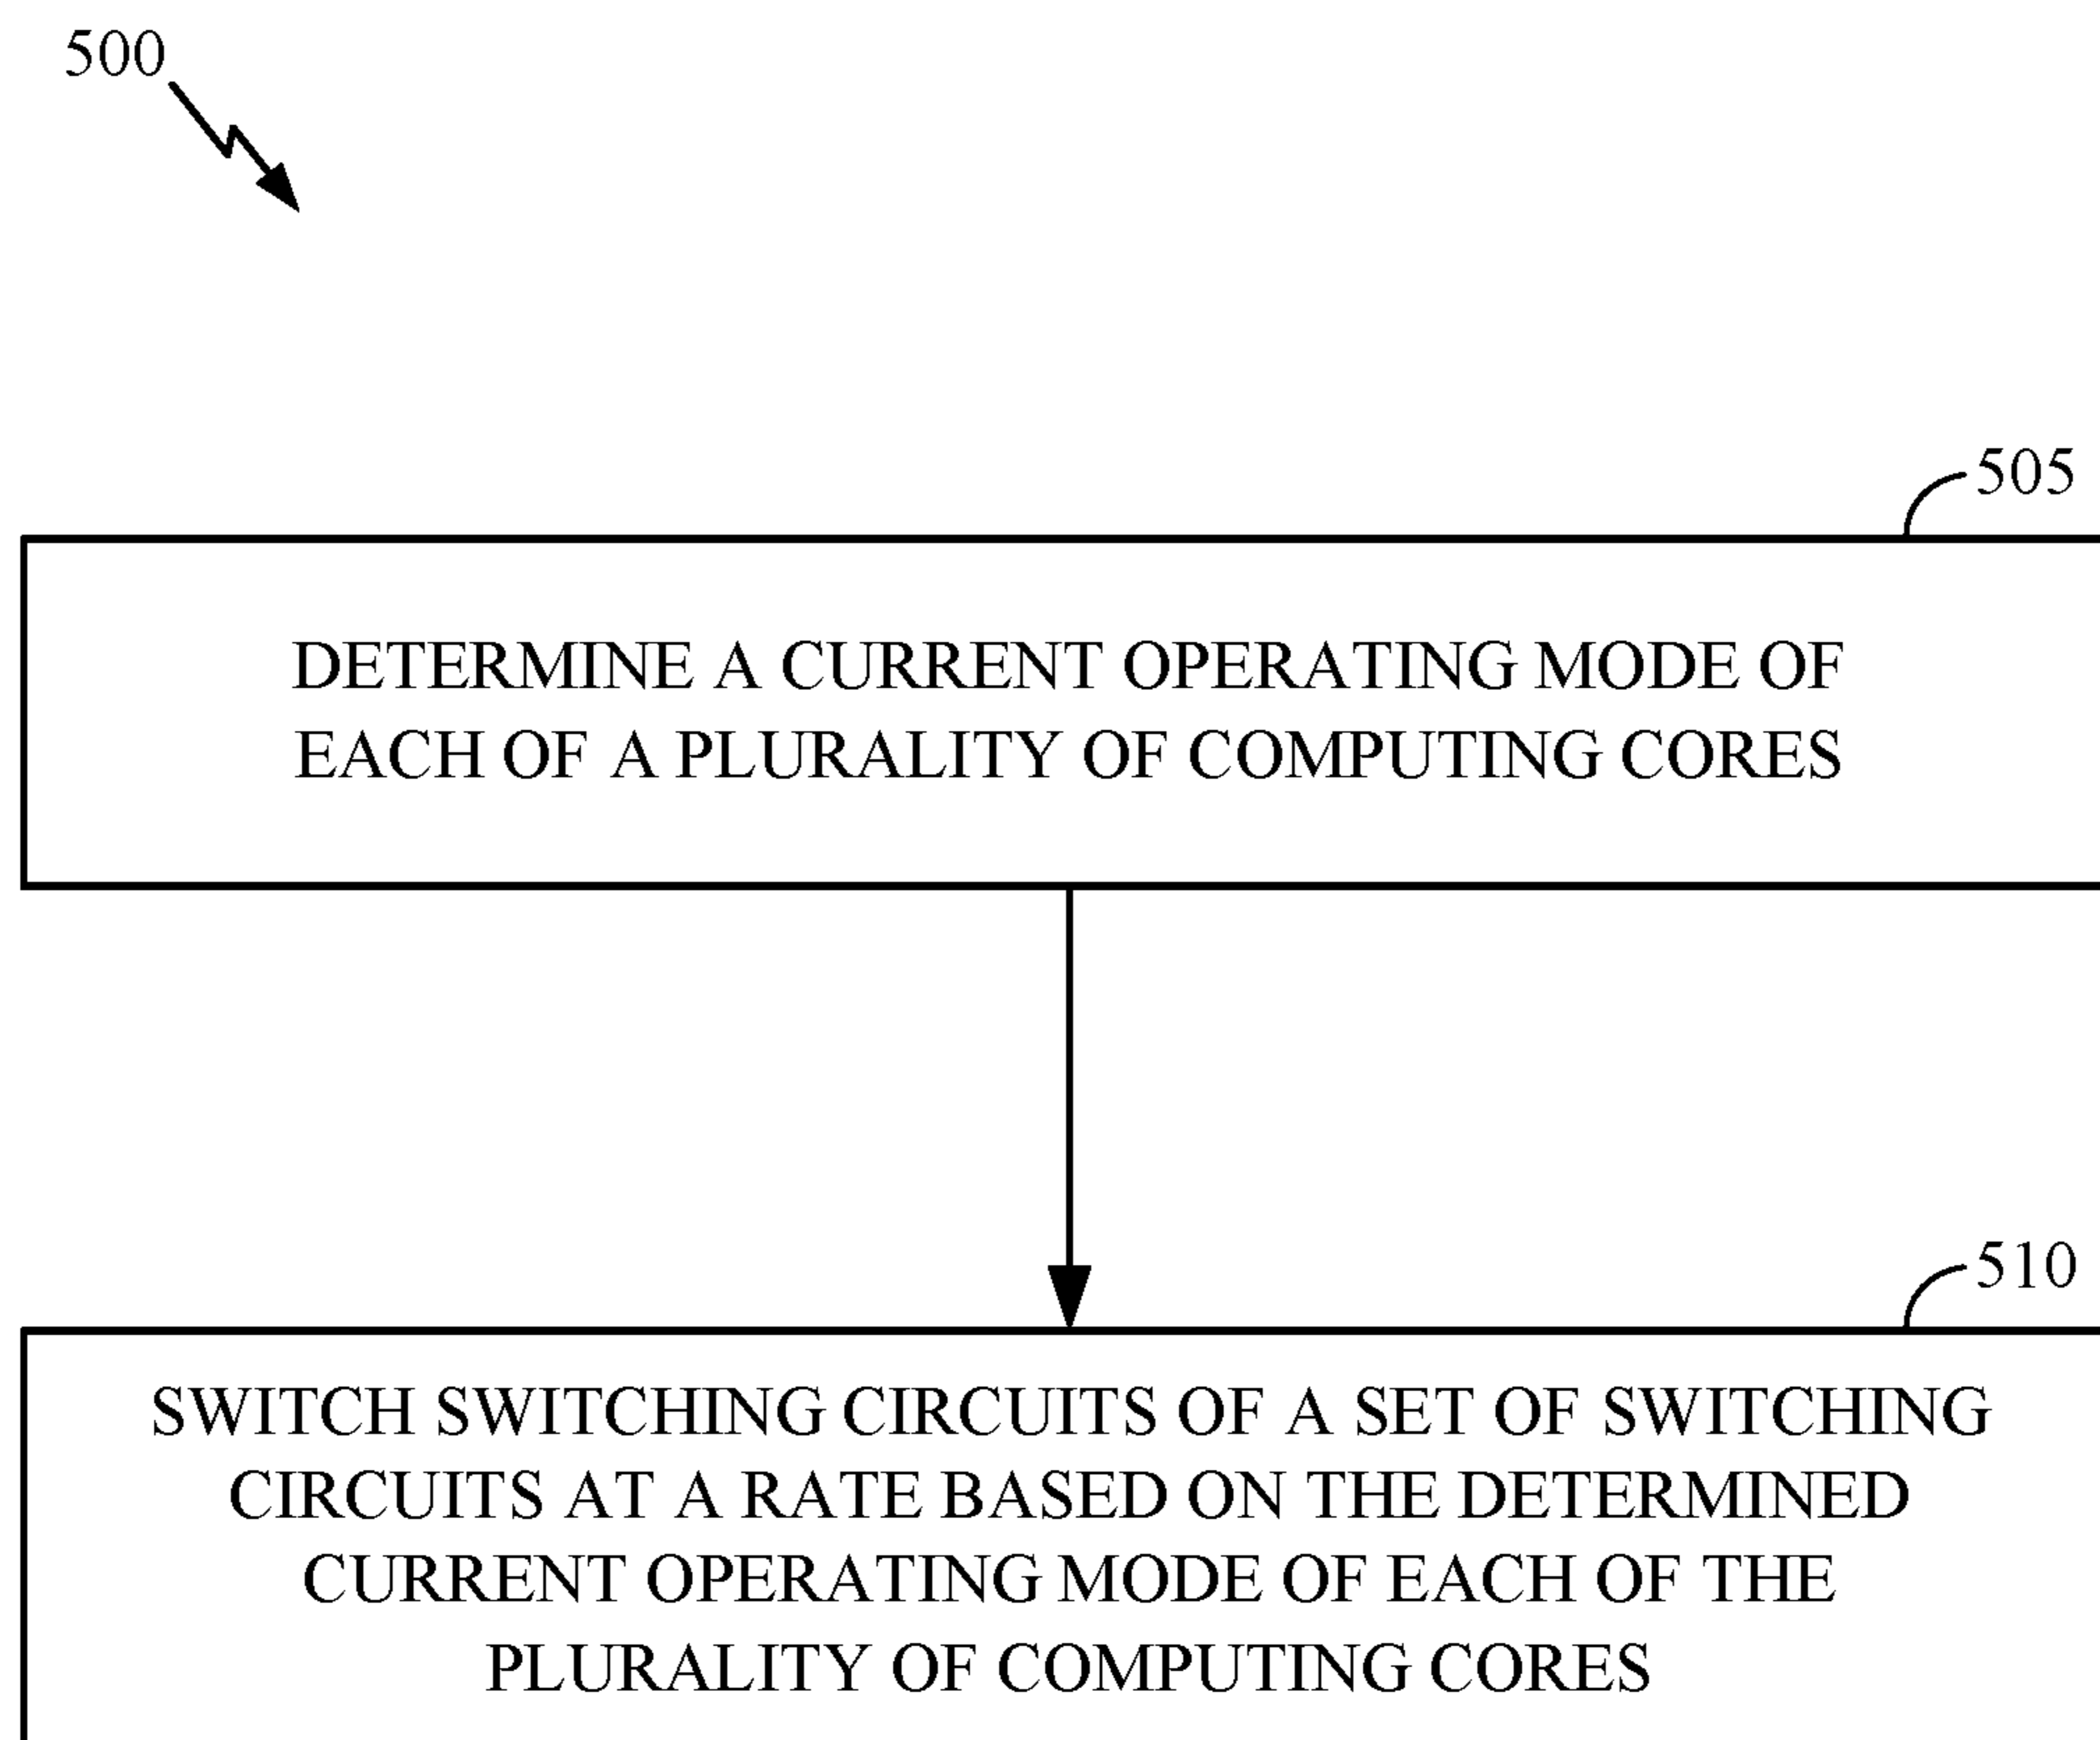 500
505
DETERMINE A CURRENT OPERATING MODE OF
EACH OF A PLURALITY OF COMPUTING CORES
510
SWITCH SWITCHING CIRCUITS OF A SET OF SWITCHING
CIRCUITS AT A RATE BASED ON THE DETERMINED
CURRENT OPERATING MODE OF EACH OF THE
PLURALITY OF COMPUTING CORES